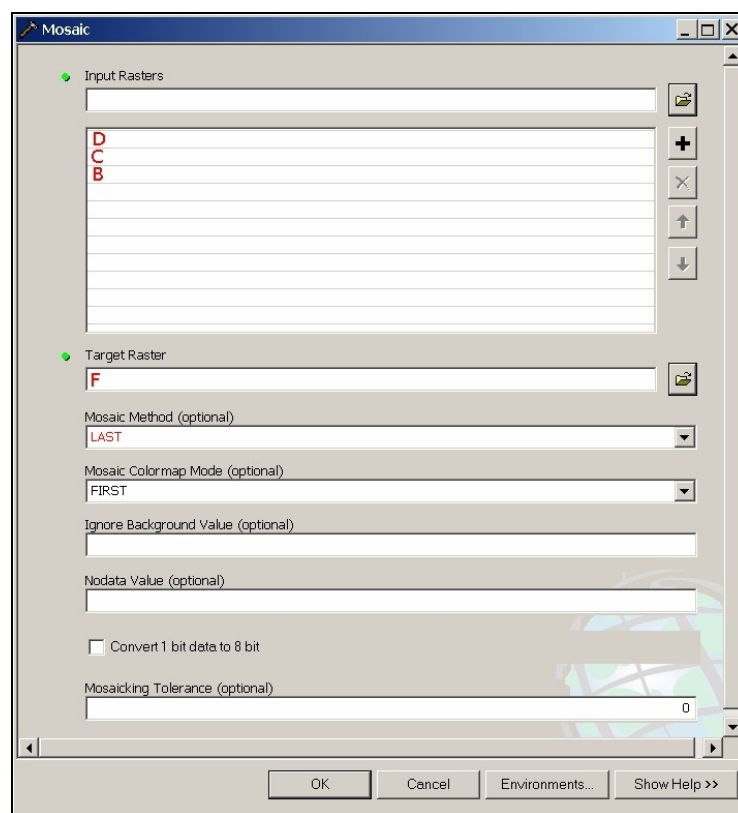 Mosaic
Input Rasters
D
C
B
Target Raster
F
Mosaic Method (optional)
LAST
Mosaic Colormap Mode (optional)
FIRST
Ignore Background Value (optional)
Nodata Value (optional)
Convert 1 bit data to 8 bit
Mosaicking Tolerance (optional)
0
OK Cancel Environments... Show Help >>